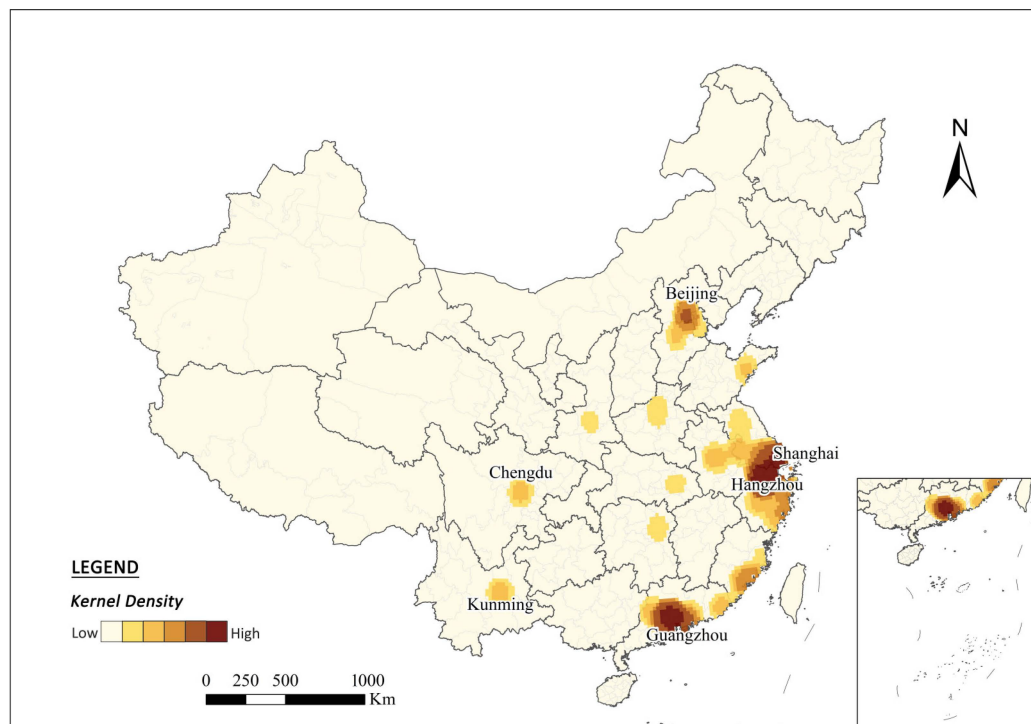 N
Beijing
Shanghai
Hangzhou
Chengdu
Kunming
Guangzhou
LEGEND
Kernel Density
Low High
0 250 500 1000
Km